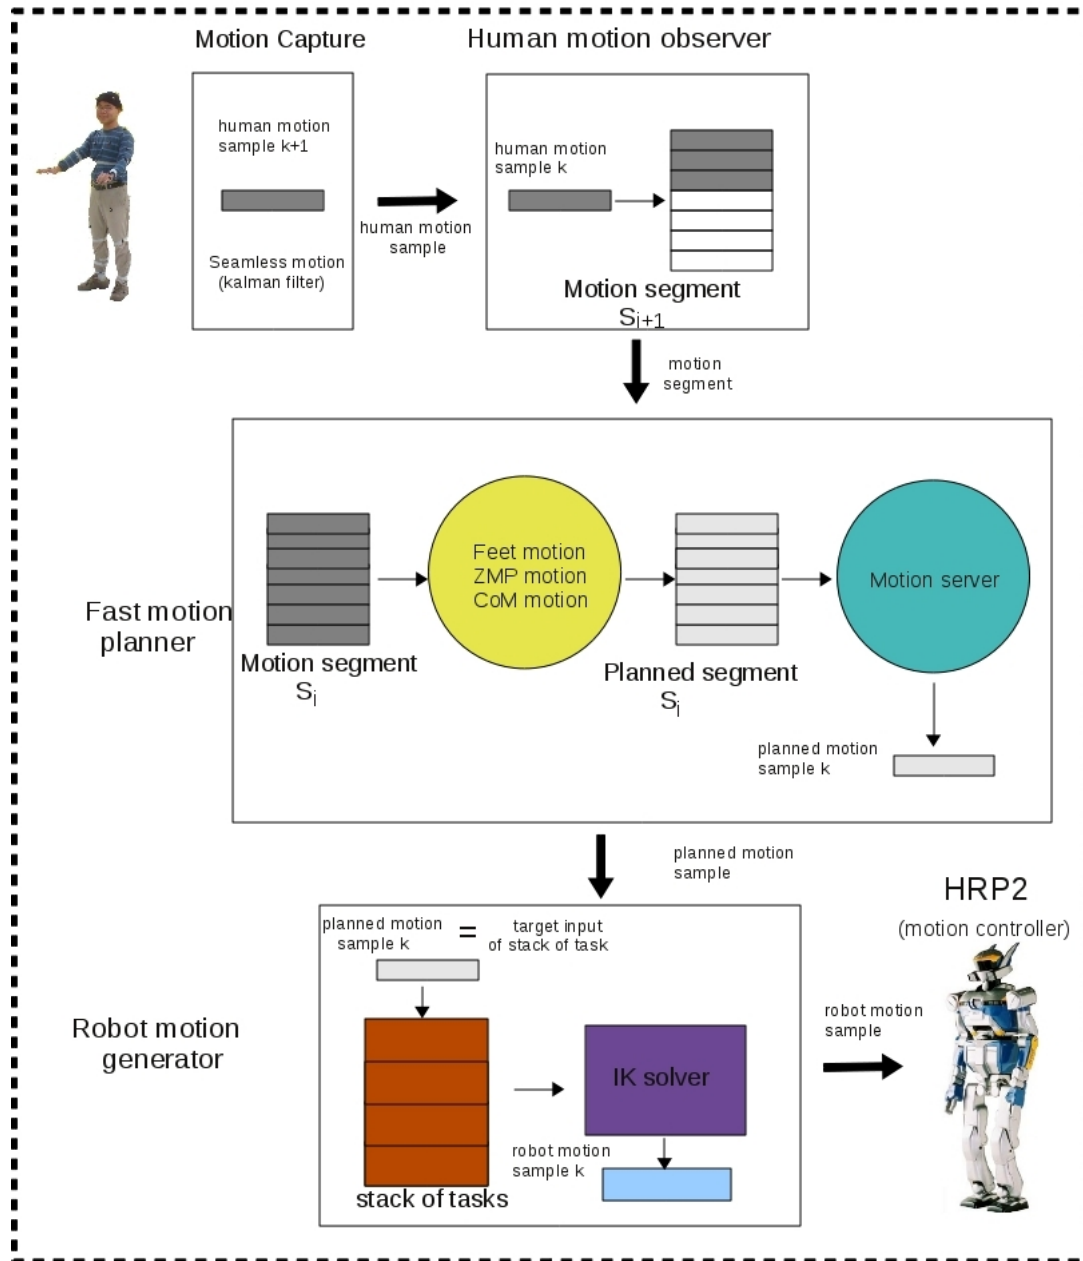 Motion Capture
Human motion observer
human motion
sample k+1
Seamless motion
(kalman filter)
human motion
sample
human motion
sample k
Motion segment
Si+1
motion
segment
Fast motion
planner
Motion segment
Si
Feet motion
ZMP motion
CoM motion
Planned segment
Si
Motion server
planned motion
sample k
planned motion
sample
Robot motion
generator
planned motion
sample k
=
target input
of stack of task
stack of tasks
IK solver
robot motion
sample k
robot motion
sample
HRP2
(motion controller)